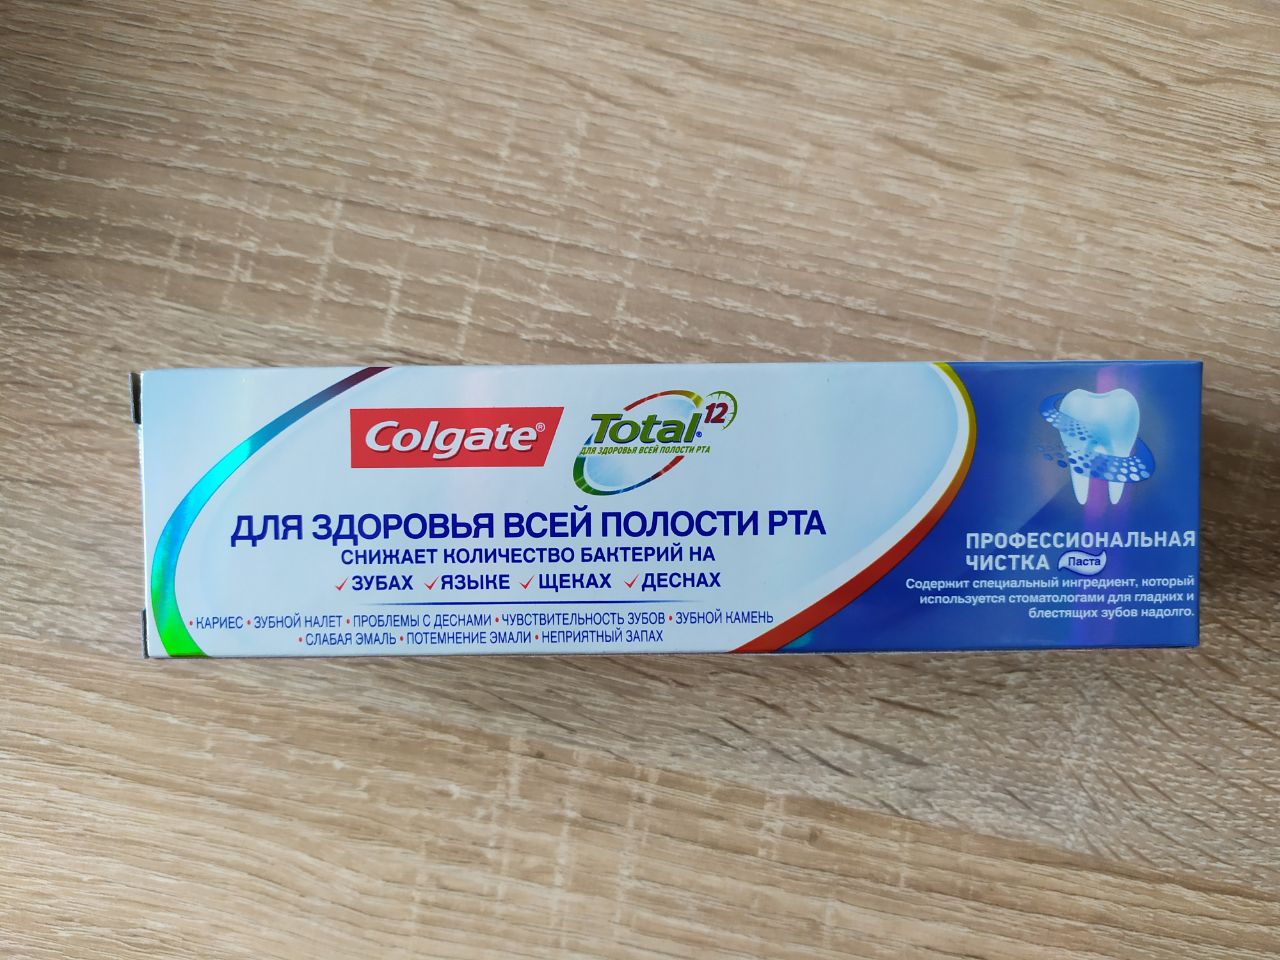 Colgate®
Total® 12
ДЛЯ ЗДОРОВЬЯ ВСЕЙ ПОЛОСТИ РТА
ДЛЯ ЗДОРОВЬЯ ВСЕЙ ПОЛОСТИ РТА
СНИЖАЕТ КОЛИЧЕСТВО БАКТЕРИЙ НА
✓ЗУБАХ ✓ЯЗЫКЕ ✓ЩЕКАХ ✓ДЕСНАХ
• КАРИЕС • ЗУБНОЙ НАЛЕТ • ПРОБЛЕМЫ С ДЕСНАМИ • ЧУВСТВИТЕЛЬНОСТЬ ЗУБОВ • ЗУБНОЙ КАМЕНЬ
• СЛАБАЯ ЭМАЛЬ • ПОТЕМНЕНИЕ ЭМАЛИ • НЕПРИЯТНЫЙ ЗАПАХ
ПРОФЕССИОНАЛЬНАЯ
ЧИСТКА Паста
Содержит специальный ингредиент, который
используется стоматологами для гладких и
блестящих зубов надолго.